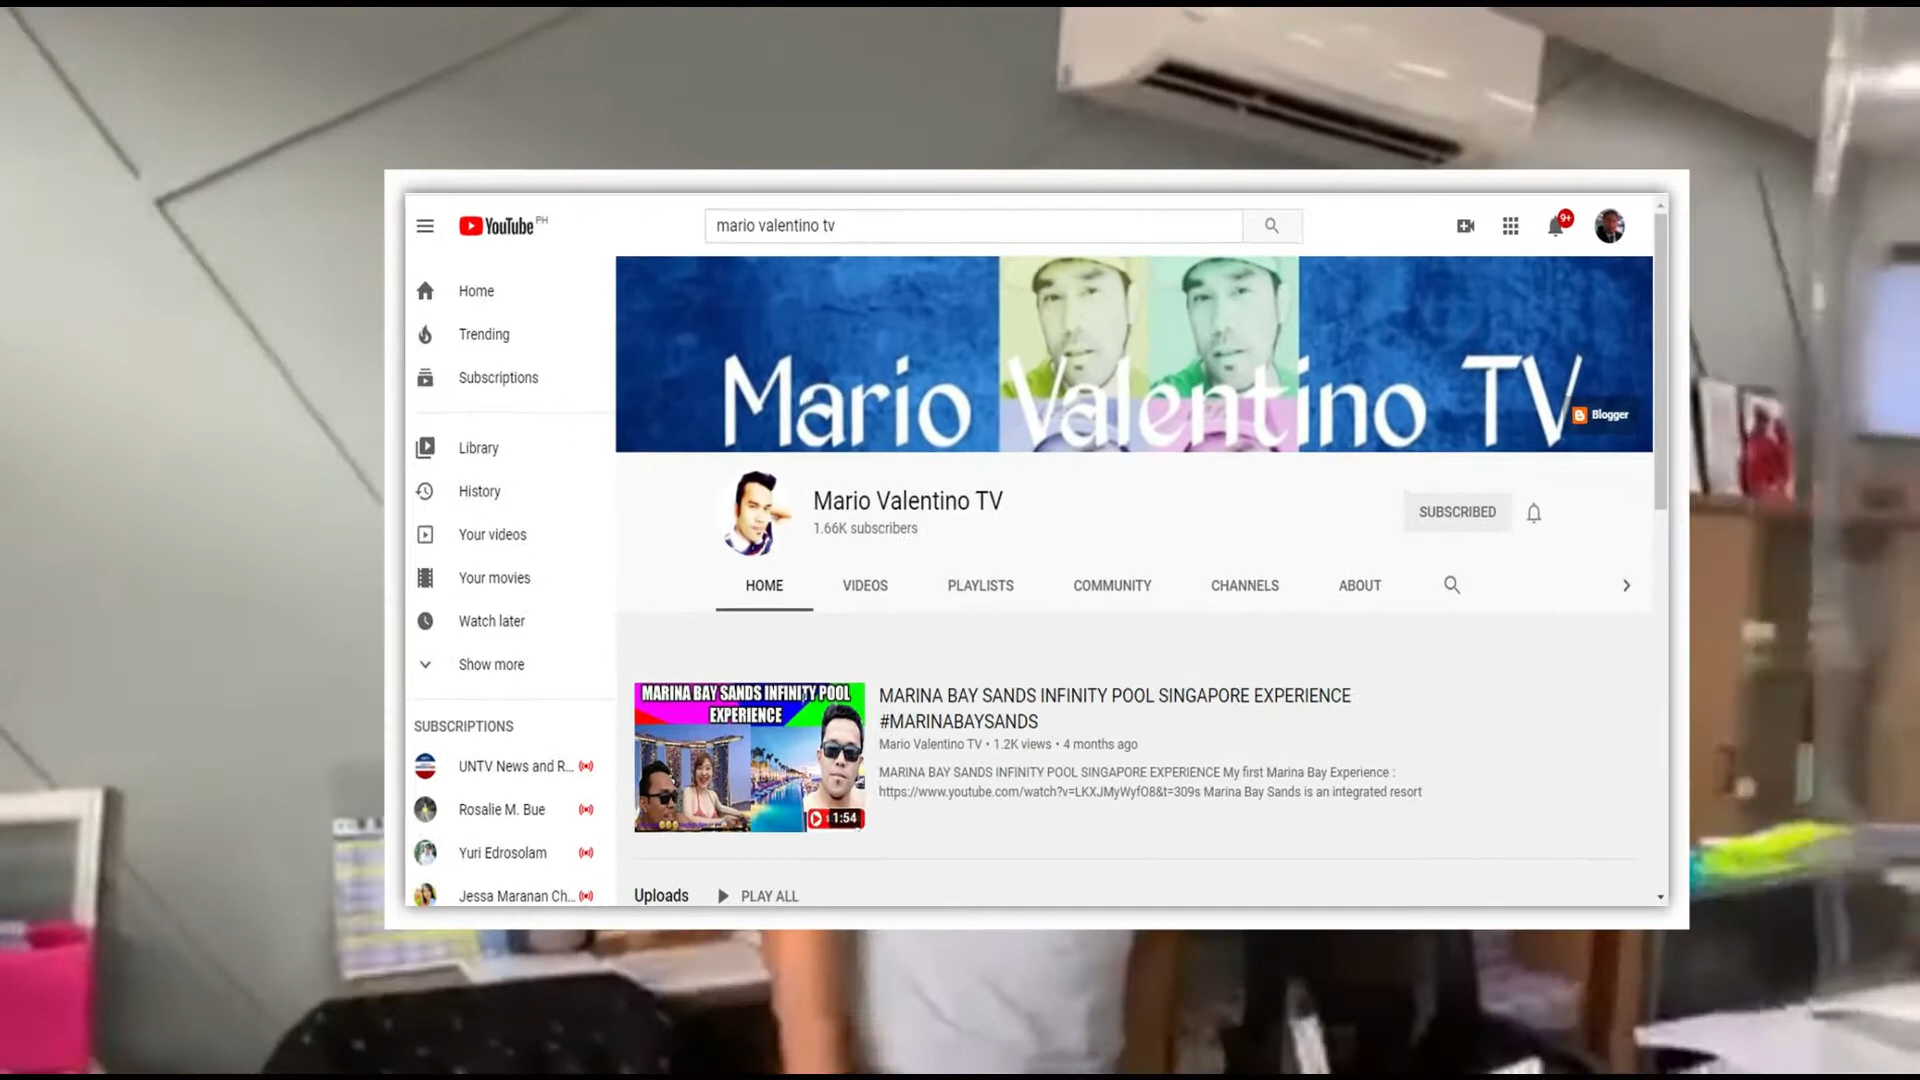 YouTube PH
mario valentino tv
9+
Home
Trending
Subscriptions
Library
History
Your videos
Your movies
Watch later
Show more
SUBSCRIPTIONS
UNTV News and R...
Rosalie M. Bue
Yuri Edrosolam
Jessa Maranan Ch...
Mario Valentino TV
Blogger
Mario Valentino TV
1.66K subscribers
SUBSCRIBED
HOME VIDEOS PLAYLISTS COMMUNITY CHANNELS ABOUT
MARINA BAY SANDS INFINITY POOL
EXPERIENCE
1:54
MARINA BAY SANDS INFINITY POOL SINGAPORE EXPERIENCE
#MARINABAYSANDS
Mario Valentino TV • 1.2K views • 4 months ago
MARINA BAY SANDS INFINITY POOL SINGAPORE EXPERIENCE My first Marina Bay Experience :
https://www.youtube.com/watch?v=LKXJMyWyfO8&t=309s Marina Bay Sands is an integrated resort
Uploads PLAY ALL